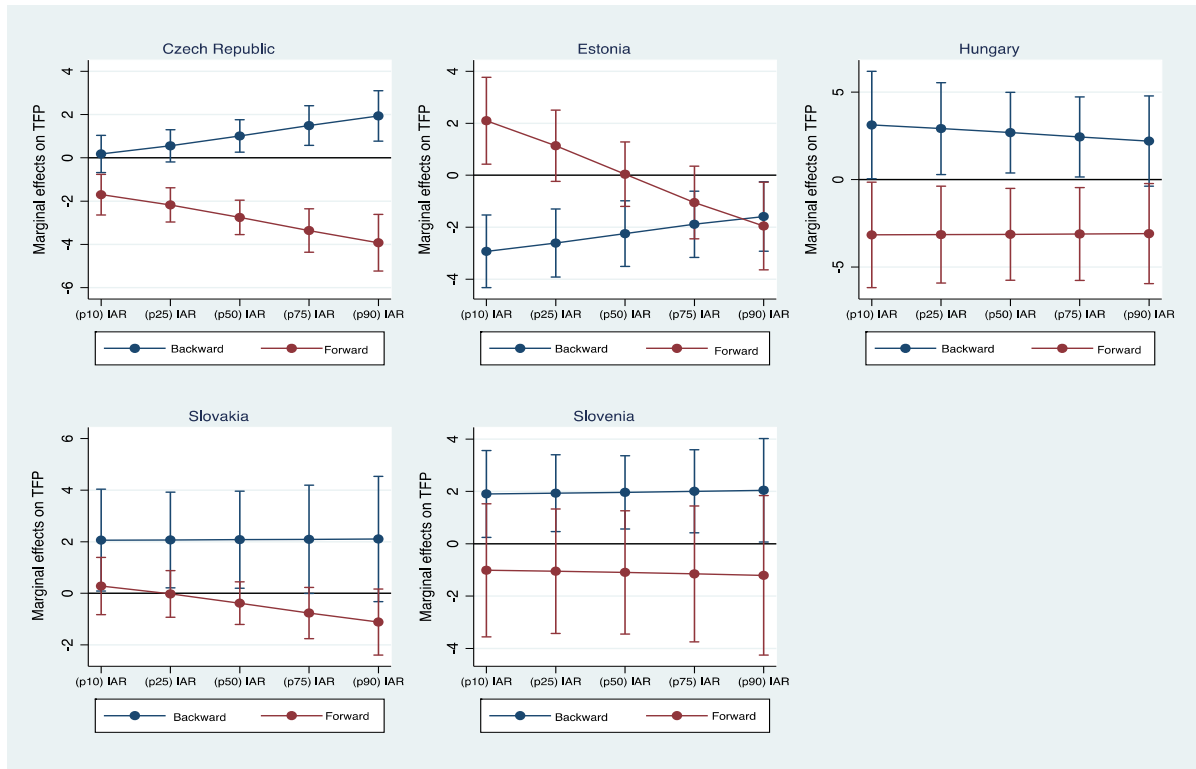 Czech Republic
Marginal effects on TFP
4
2
0
-2
-4
-6
(p10) IAR (p25) IAR (p50) IAR (p75) IAR (p90) IAR
Backward Forward
Estonia
Marginal effects on TFP
4
2
0
-2
-4
(p10) IAR (p25) IAR (p50) IAR (p75) IAR (p90) IAR
Backward Forward
Hungary
Marginal effects on TFP
5
0
-5
(p10) IAR (p25) IAR (p50) IAR (p75) IAR (p90) IAR
Backward Forward
Slovakia
Marginal effects on TFP
6
4
2
0
-2
(p10) IAR (p25) IAR (p50) IAR (p75) IAR (p90) IAR
Backward Forward
Slovenia
Marginal effects on TFP
4
2
0
-2
-4
(p10) IAR (p25) IAR (p50) IAR (p75) IAR (p90) IAR
Backward Forward